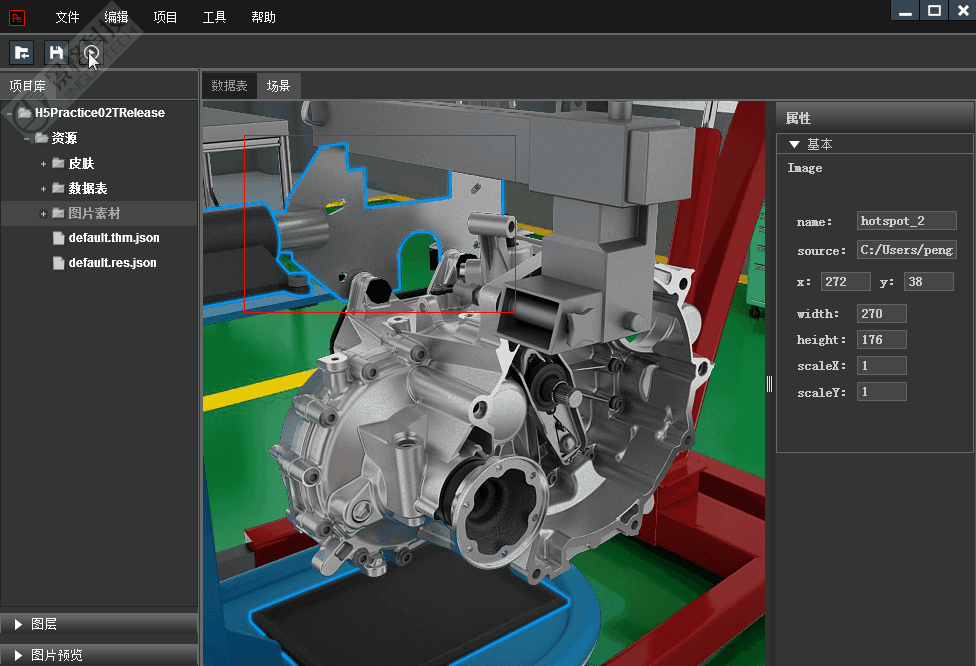 Pe 文件 编辑 项目 工具 帮助
项目库
数据表 场景
H5Practice02TRelease
资源
皮肤
数据表
图片素材
default.thm.json
default.res.json
图层
图片预览
属性
基本
Image
name: hotspot_2
source: C:/Users/peng
x: 272 y: 38
width: 270
height: 176
scaleX: 1
scaleY: 1